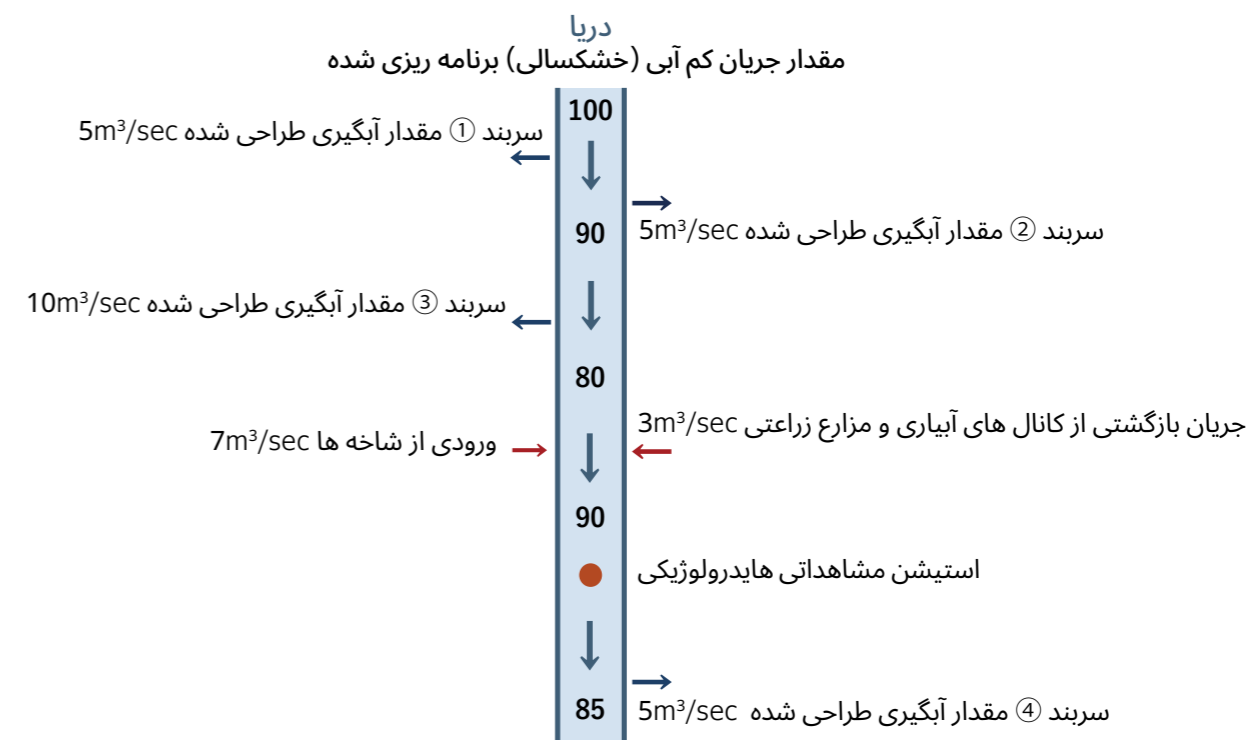 دریا
مقدار جریان کم آبی (خشکسالی) برنامه ریزی شده
100
سربند ① مقدار آبگیری طراحی شده 5m³/sec
90
سربند ② مقدار آبگیری طراحی شده 5m³/sec
سربند ③ مقدار آبگیری طراحی شده 10m³/sec
80
جریان بازگشتی از کانال های آبیاری و مزارع زراعتی 3m³/sec
ورودی از شاخه ها 7m³/sec
90
استیشن مشاهداتی هایدرولوژیکی
85
سربند ④ مقدار آبگیری طراحی شده 5m³/sec